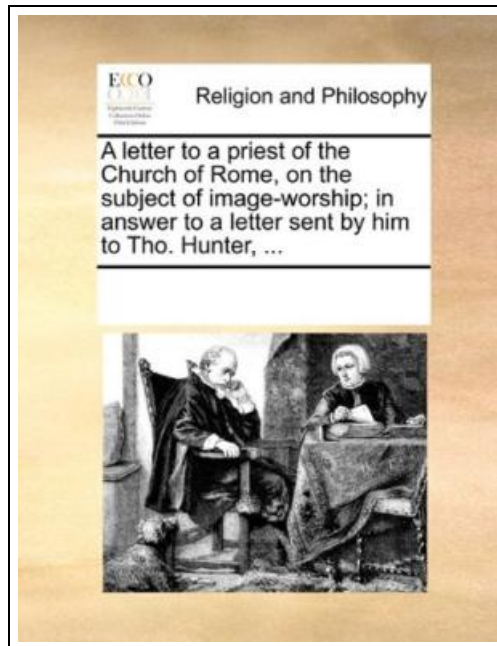 ECCO
Religion and Philosophy
A letter to a priest of the
Church of Rome, on the
subject of image-worship; in
answer to a letter sent by him
to Tho. Hunter, ...